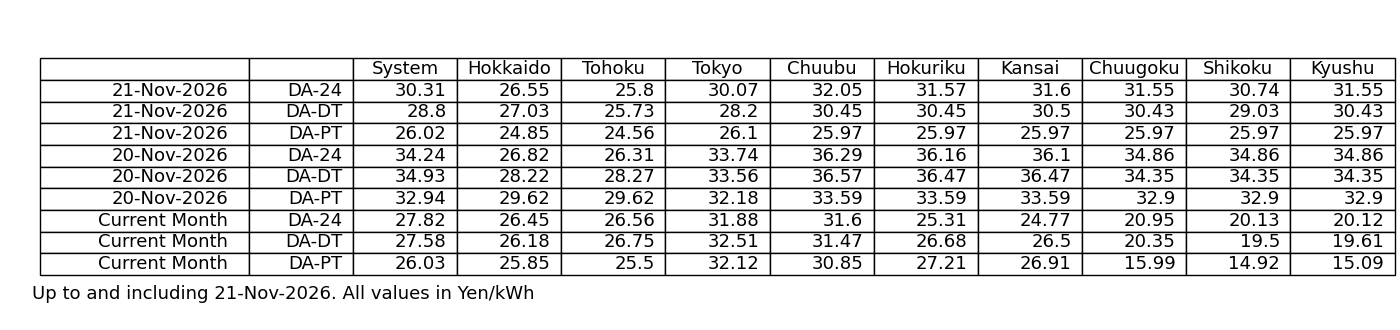 System Hokkaido Tohoku Tokyo Chuubu Hokuriku Kansai Chuugoku Shikoku Kyushu
21-Nov-2026 DA-24 30.31 26.55 25.8 30.07 32.05 31.57 31.6 31.55 30.74 31.55
21-Nov-2026 DA-DT 28.8 27.03 25.73 28.2 30.45 30.45 30.5 30.43 29.03 30.43
21-Nov-2026 DA-PT 26.02 24.85 24.56 26.1 25.97 25.97 25.97 25.97 25.97 25.97
20-Nov-2026 DA-24 34.24 26.82 26.31 33.74 36.29 36.16 36.1 34.86 34.86 34.86
20-Nov-2026 DA-DT 34.93 28.22 28.27 33.56 36.57 36.47 36.47 34.35 34.35 34.35
20-Nov-2026 DA-PT 32.94 29.62 29.62 32.18 33.59 33.59 33.59 32.9 32.9 32.9
Current Month DA-24 27.82 26.45 26.56 31.88 31.6 25.31 24.77 20.95 20.13 20.12
Current Month DA-DT 27.58 26.18 26.75 32.51 31.47 26.68 26.5 20.35 19.5 19.61
Current Month DA-PT 26.03 25.85 25.5 32.12 30.85 27.21 26.91 15.99 14.92 15.09
Up to and including 21-Nov-2026. All values in Yen/kWh